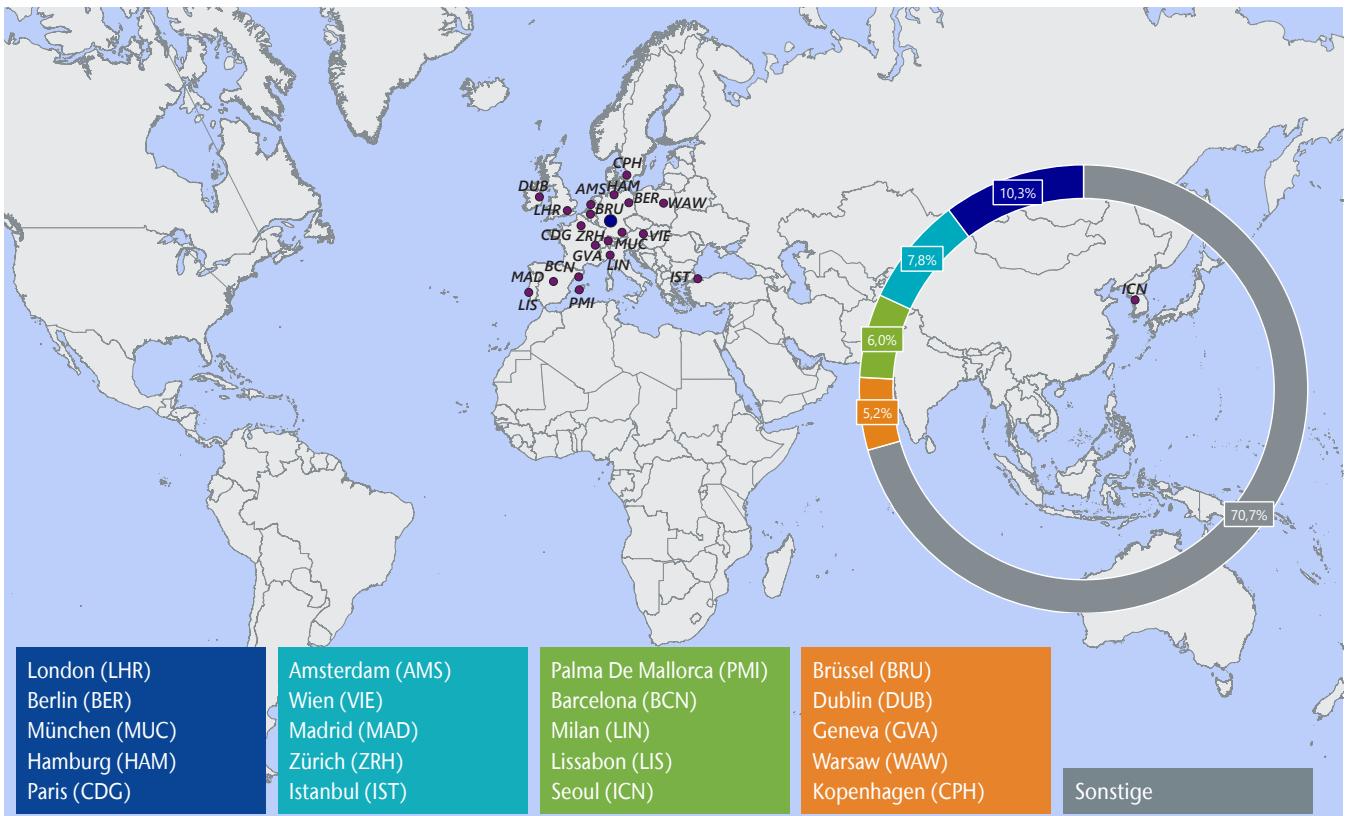 CPH
DUB
AMS
HAM
BER
WAW
LHR
BRU
CDG
ZRH
MUC
VIE
GVA
LIN
BCN
MAD
IST
LIS
PMI
ICN
10,3%
7,8%
6,0%
5,2%
70,7%
London (LHR)
Berlin (BER)
München (MUC)
Hamburg (HAM)
Paris (CDG)
Amsterdam (AMS)
Wien (VIE)
Madrid (MAD)
Zürich (ZRH)
Istanbul (IST)
Palma De Mallorca (PMI)
Barcelona (BCN)
Milan (LIN)
Lissabon (LIS)
Seoul (ICN)
Brüssel (BRU)
Dublin (DUB)
Geneva (GVA)
Warsaw (WAW)
Kopenhagen (CPH)
Sonstige